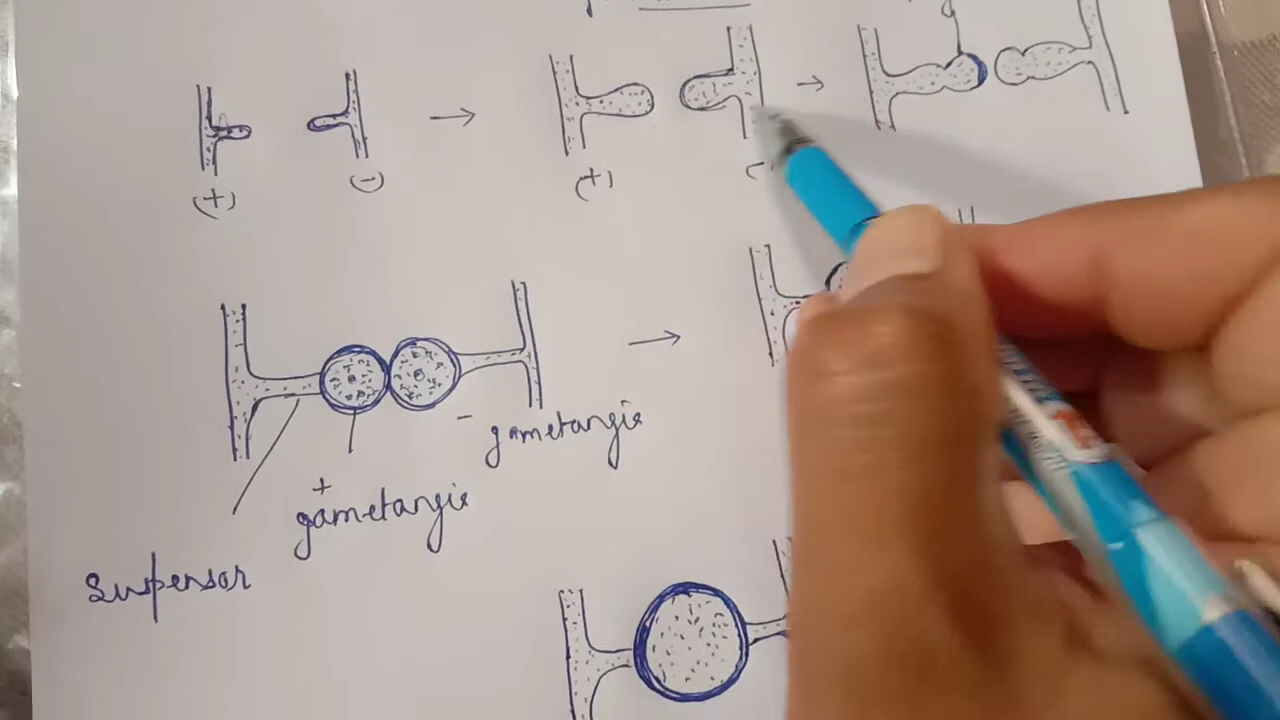 (+) (-)
(+)
- gametangia
+
gametangia
Suspensor